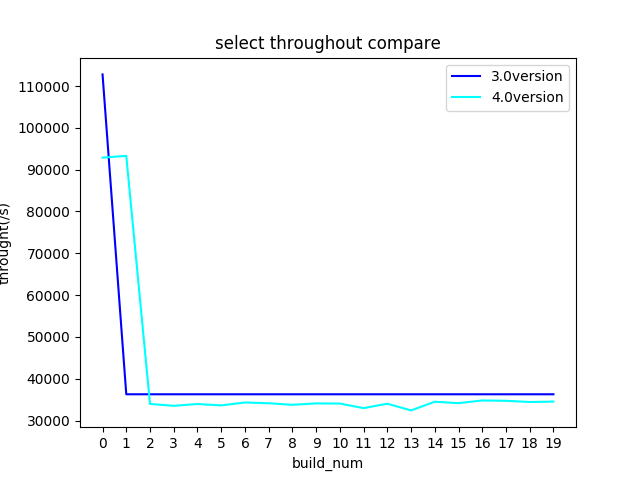 select throughout compare
3.0version
4.0version
throught(/s)
110000
100000
90000
80000
70000
60000
50000
40000
30000
0 1 2 3 4 5 6 7 8 9 10 11 12 13 14 15 16 17 18 19
build_num